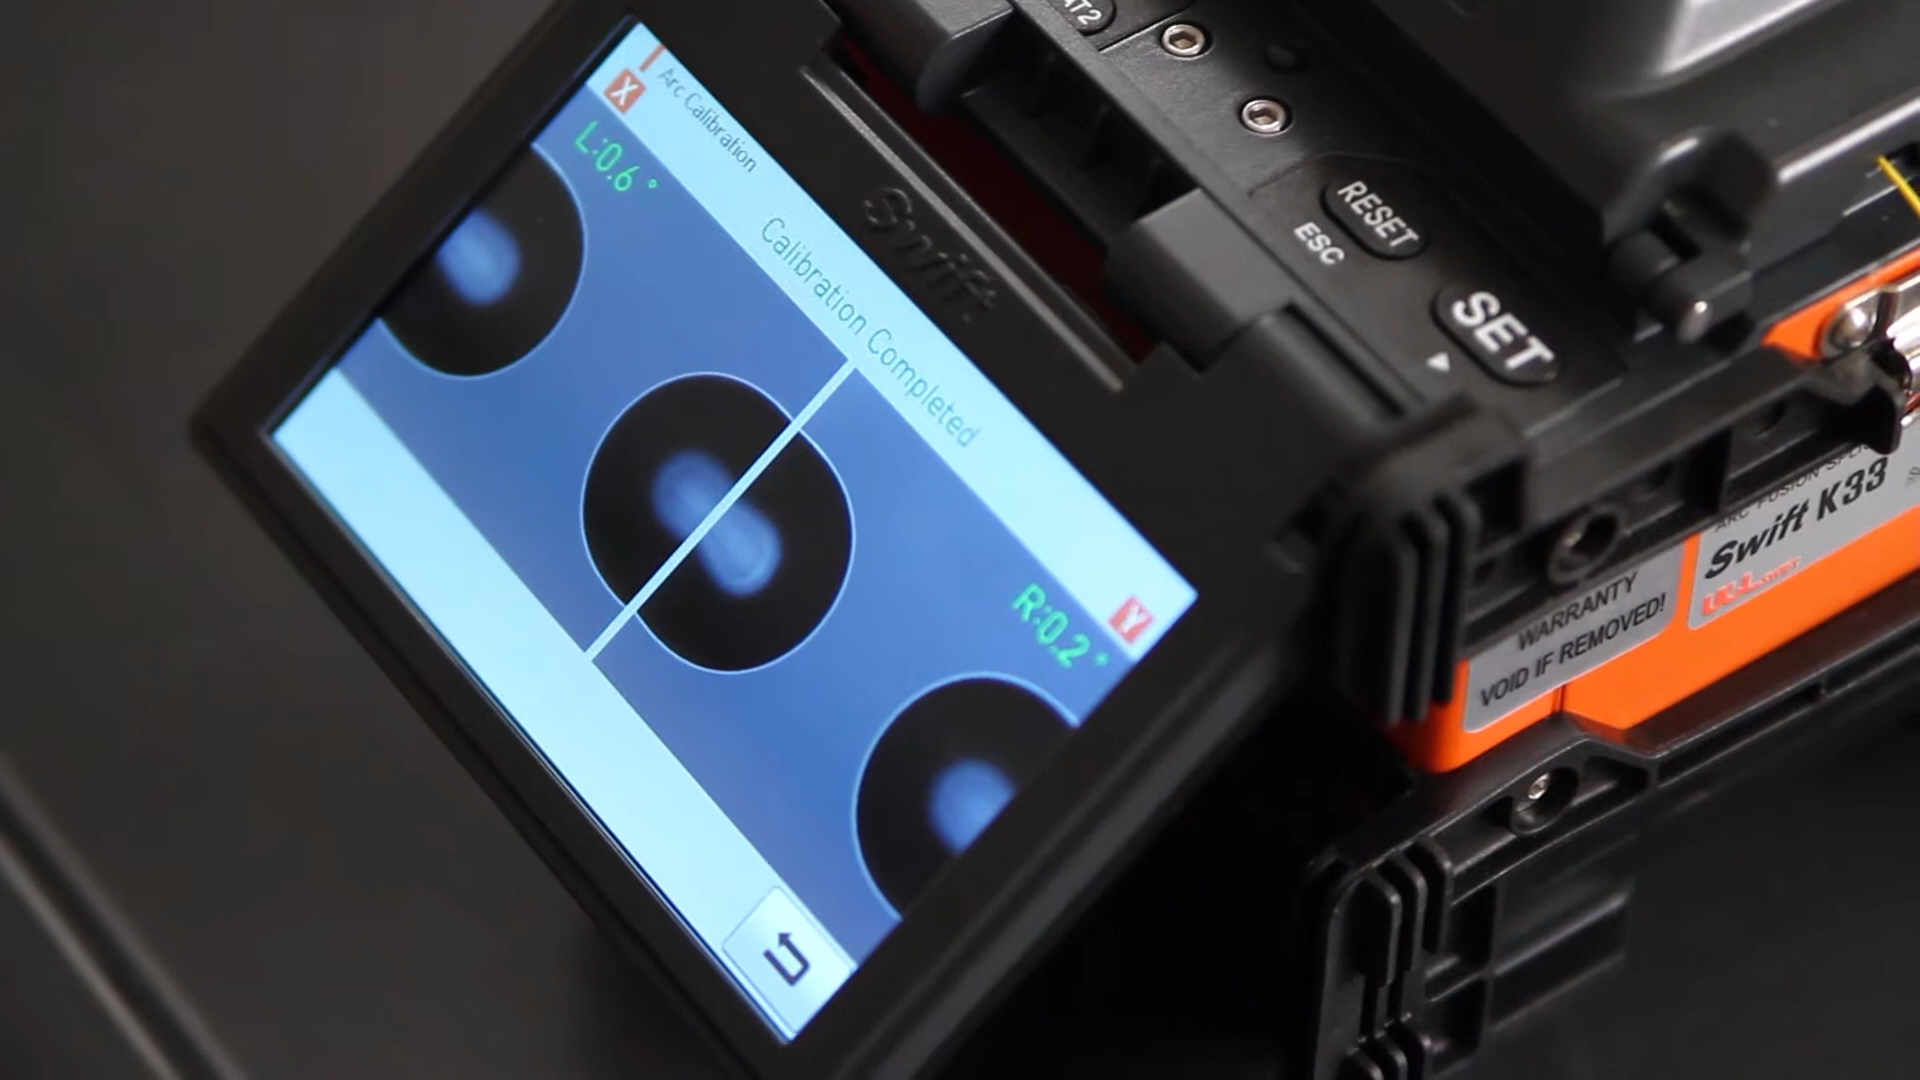 Arc Calibration
X
L:0.6°
Calibration Completed
R:0.2°
Y
Swift
RESET
ESC
SET
WARRANTY
VOID IF REMOVED!
ARC FUSION
Swift K33